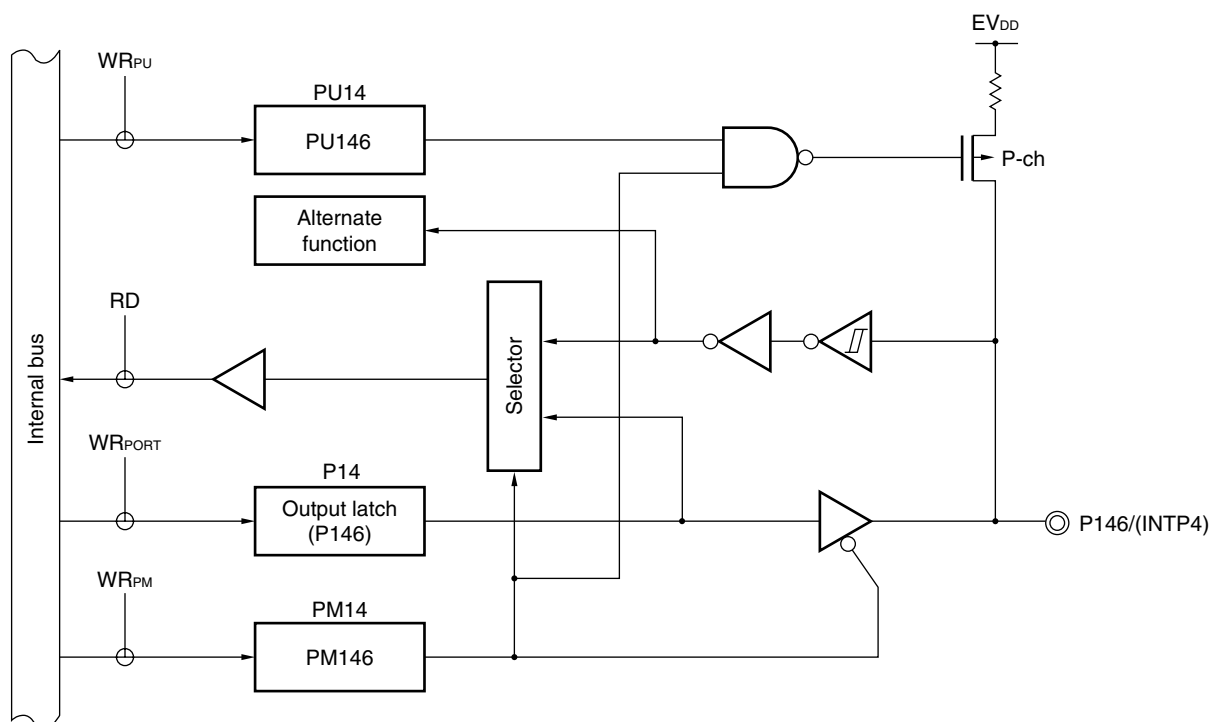 EVDD
WRPU
PU14
PU146
P-ch
Alternate
function
RD
Selector
Internal bus
WRPORT
P14
Output latch
(P146)
P146/(INTP4)
WRPM
PM14
PM146